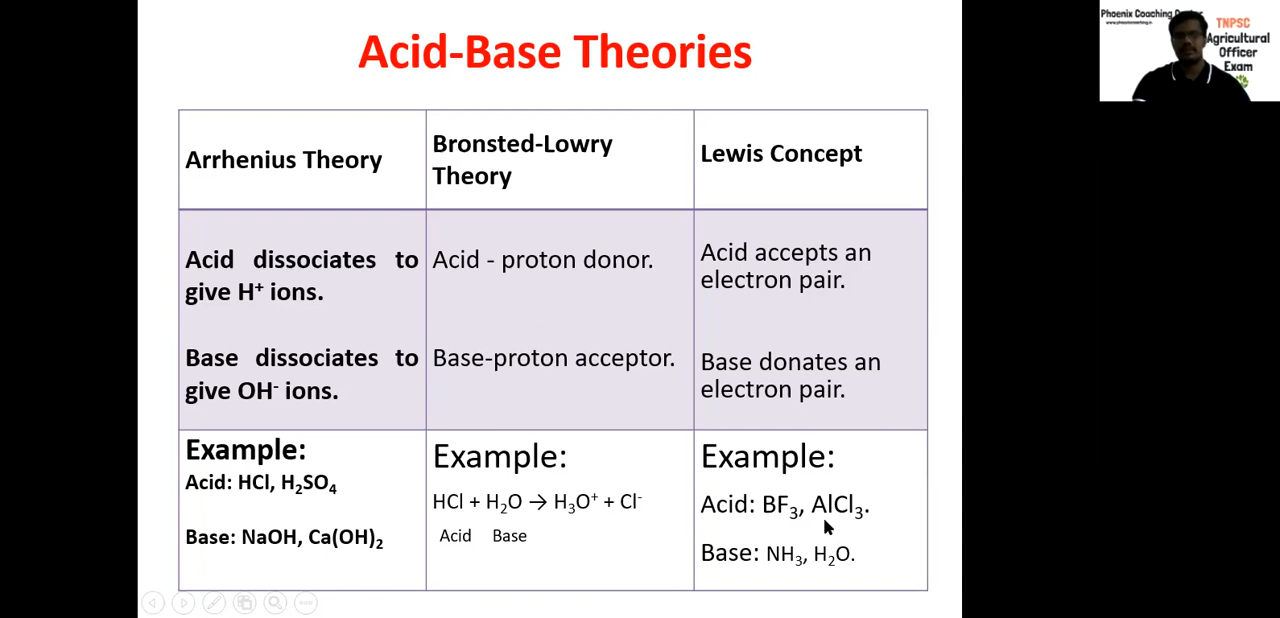 Acid-Base Theories
Arrhenius Theory
Bronsted-Lowry
Theory
Lewis Concept
Acid dissociates to
give H⁺ ions.
Base dissociates to
give OH⁻ ions.
Acid - proton donor.
Base-proton acceptor.
Acid accepts an
electron pair.
Base donates an
electron pair.
Example:
Acid: HCl, H₂SO₄
Base: NaOH, Ca(OH)₂
Example:
HCl + H₂O → H₃O⁺ + Cl⁻
Acid Base
Example:
Acid: BF₃, AlCl₃.
Base: NH₃, H₂O.
Phoenix Coaching
www.phoenixcoaching.in
TNPSC
Agricultural
Officer
Exam